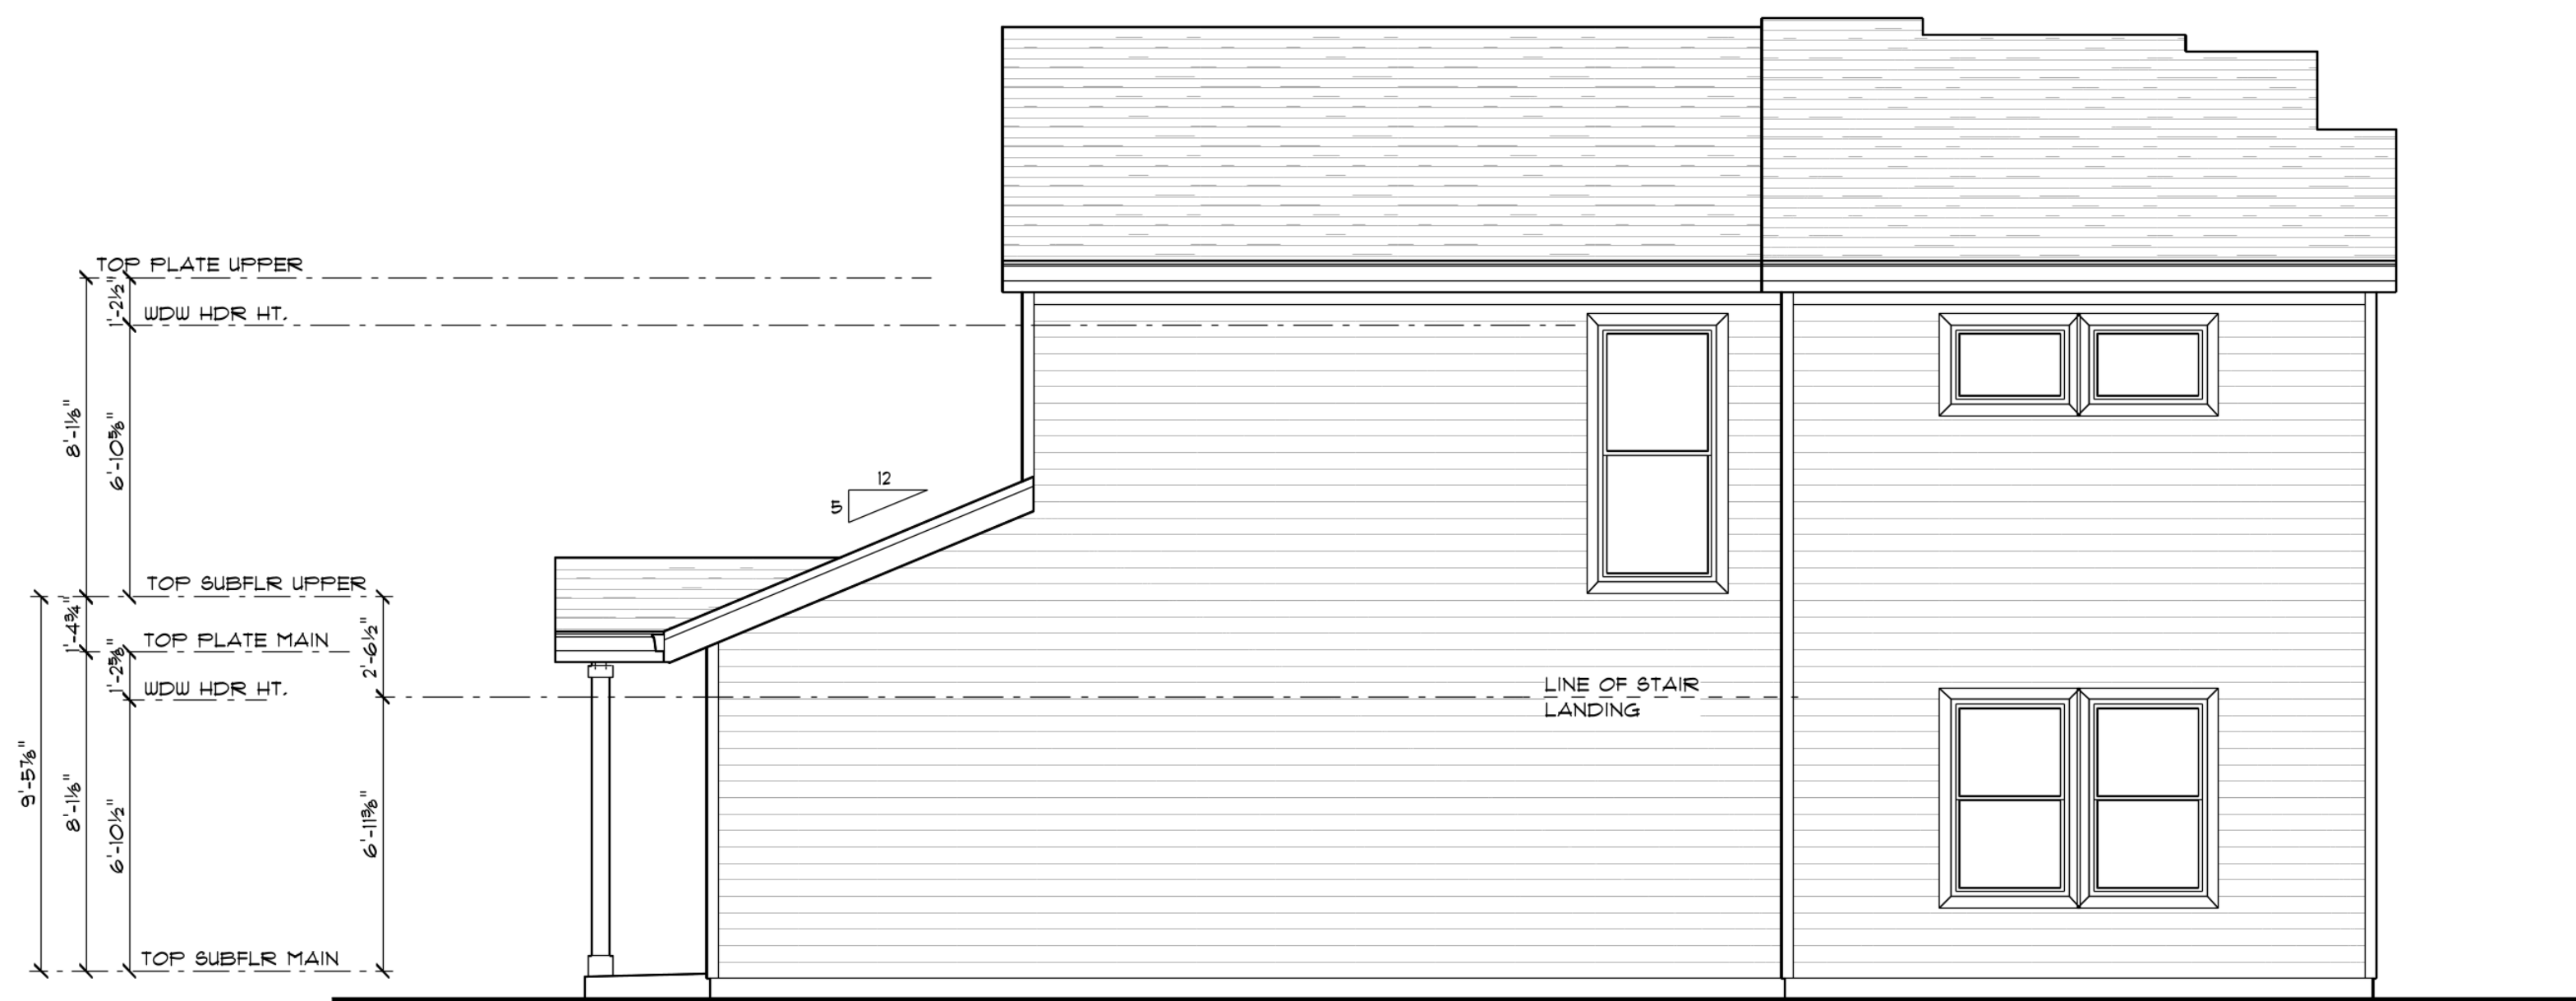 TOP PLATE UPPER
1'-2½"
WDW HDR HT.
8'-1⅛"
6'-10⅝"
12
5
TOP SUBFLR UPPER
1'-4¾"
TOP PLATE MAIN
2'-6½"
1'-2⅝"
WDW HDR HT.
LINE OF STAIR
LANDING
9'-5⅞"
8'-1⅛"
6'-10½"
6'-11⅜"
TOP SUBFLR MAIN